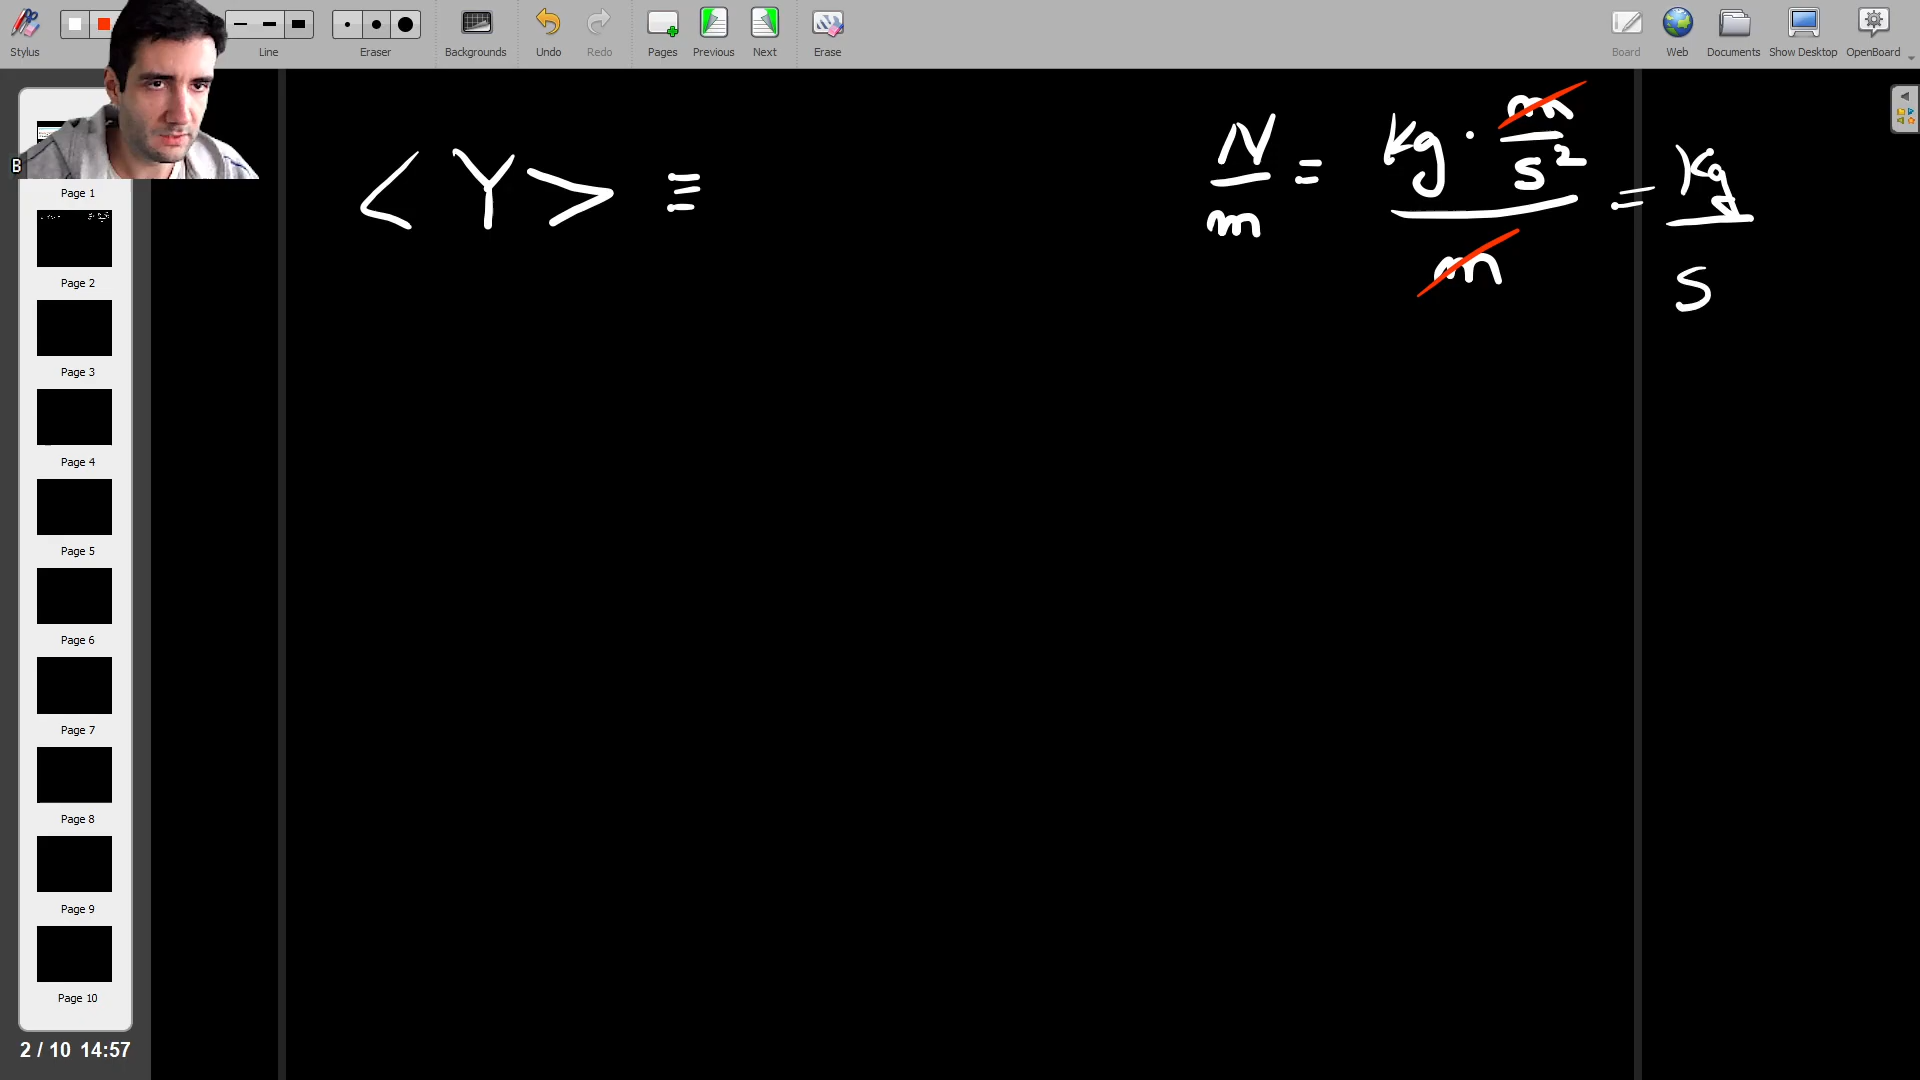 Stylus Line Eraser Backgrounds Undo Redo Pages Previous Next Erase Board Web Documents Show Desktop OpenBoard
B
Page 1
Page 2
Page 3
Page 4
Page 5
Page 6
Page 7
Page 8
Page 9
Page 10
2 / 10 14:57
< Y > ≡
N/m = (kg · m/s²)/m = kg/s